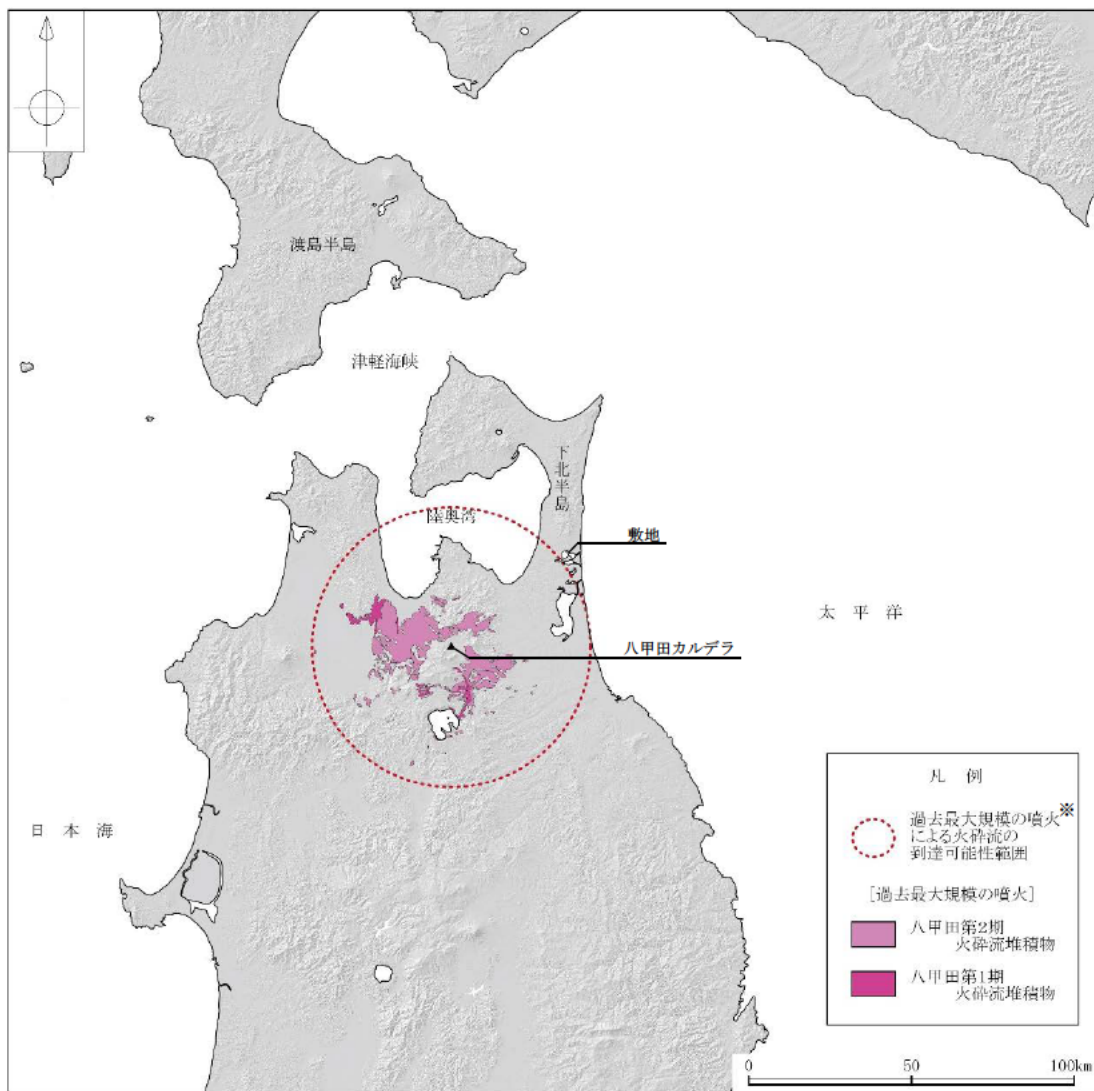 渡島半島
津軽海峡
下北半島
陸奥湾
敷地
太平洋
八甲田カルデラ
日本海
凡例
過去最大規模の噴火※
による火砕流の
到達可能性範囲
[過去最大規模の噴火]
八甲田第2期
火砕流堆積物
八甲田第1期
火砕流堆積物
0 50 100km